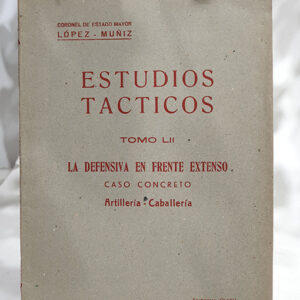 CORONEL DE ESTADO MAYOR
LÓPEZ - MUÑIZ
ESTUDIOS
TACTICOS
TOMO LII
LA DEFENSIVA EN FRENTE EXTENSO
CASO CONCRETO
Artillería - Caballería